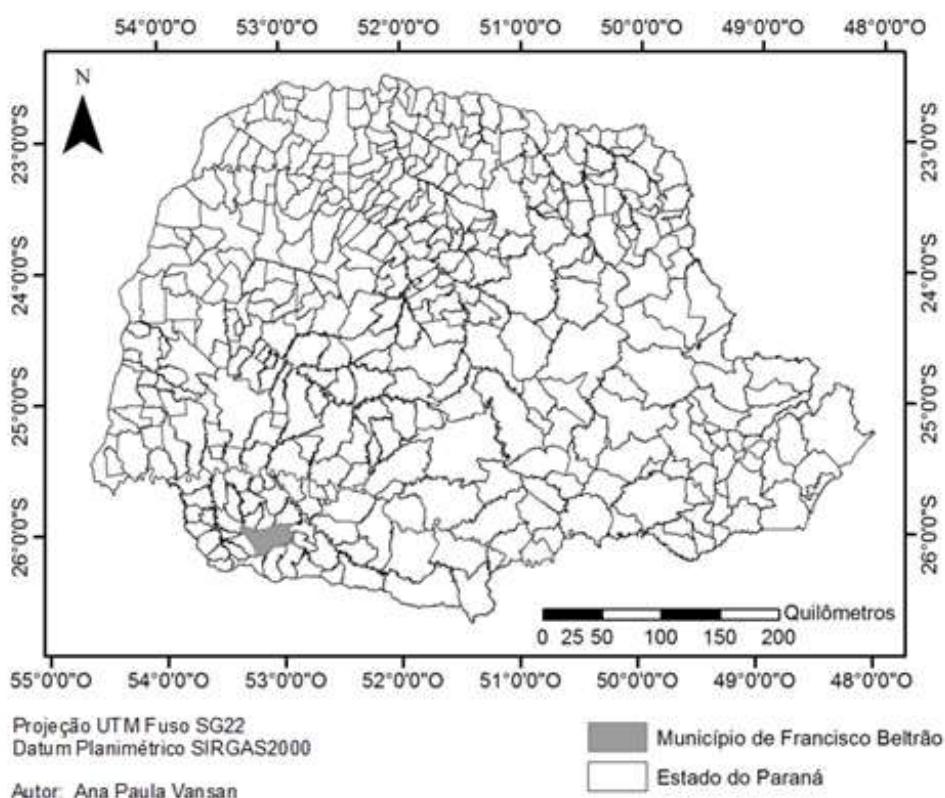 54°0'0"O 53°0'0"O 52°0'0"O 51°0'0"O 50°0'0"O 49°0'0"O 48°0'0"O
N
23°0'0"S 23°0'0"S
24°0'0"S 24°0'0"S
25°0'0"S 25°0'0"S
26°0'0"S 26°0'0"S
Quilômetros
0 25 50 100 150 200
55°0'0"O 54°0'0"O 53°0'0"O 52°0'0"O 51°0'0"O 50°0'0"O 49°0'0"O 48°0'0"O
Projeção UTM Fuso SG22
Datum Planimétrico SIRGAS2000
Município de Francisco Beltrão
Estado do Paraná
Autor: Ana Paula Vansan